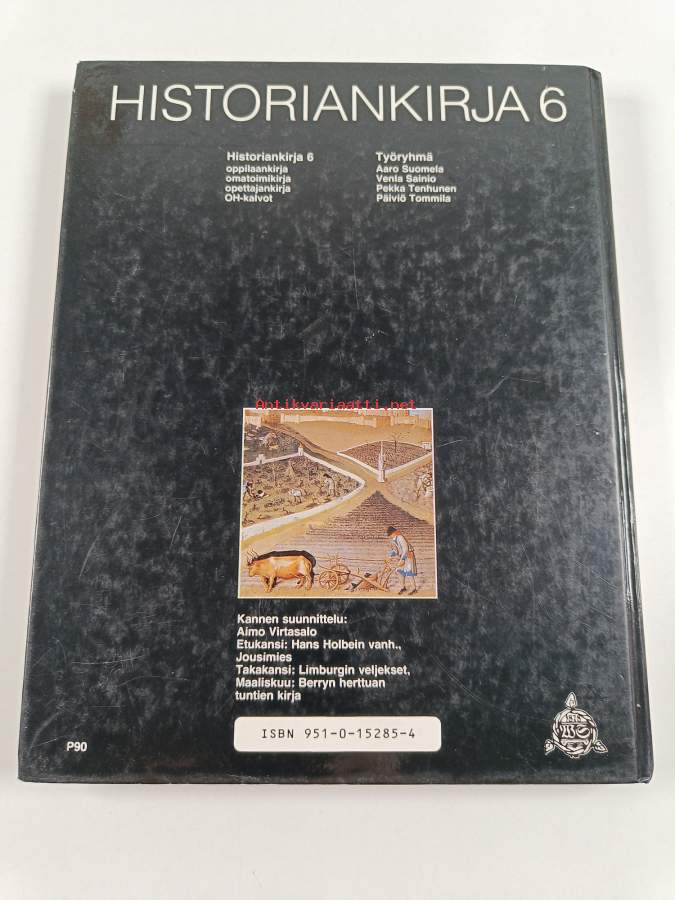 HISTORIANKIRJA 6
Historiankirja 6
oppilaankirja
omatoimikirja
opettajankirja
OH-kalvot
Työryhmä
Aaro Suomela
Venla Sainio
Pekka Tenhunen
Päiviö Tommila
Antikvariaatti.net
Kannen suunnittelu:
Aimo Virtasalo
Etukansi: Hans Holbein vanh.,
Jousimies
Takakansi: Limburgin veljekset,
Maaliskuu: Berryn herttuan
tuntien kirja
ISBN 951-0-15285-4
P90